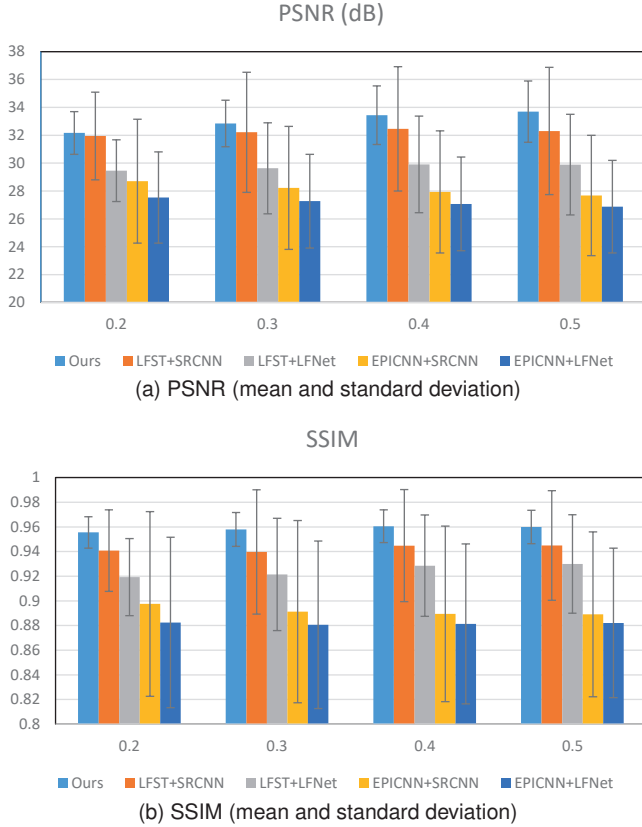 PSNR (dB)
38
36
34
32
30
28
26
24
22
20
0.2 0.3 0.4 0.5
Ours LFST+SRCNN LFST+LFNet EPICNN+SRCNN EPICNN+LFNet
(a) PSNR (mean and standard deviation)
SSIM
1
0.98
0.96
0.94
0.92
0.9
0.88
0.86
0.84
0.82
0.8
0.2 0.3 0.4 0.5
Ours LFST+SRCNN LFST+LFNet EPICNN+SRCNN EPICNN+LFNet
(b) SSIM (mean and standard deviation)